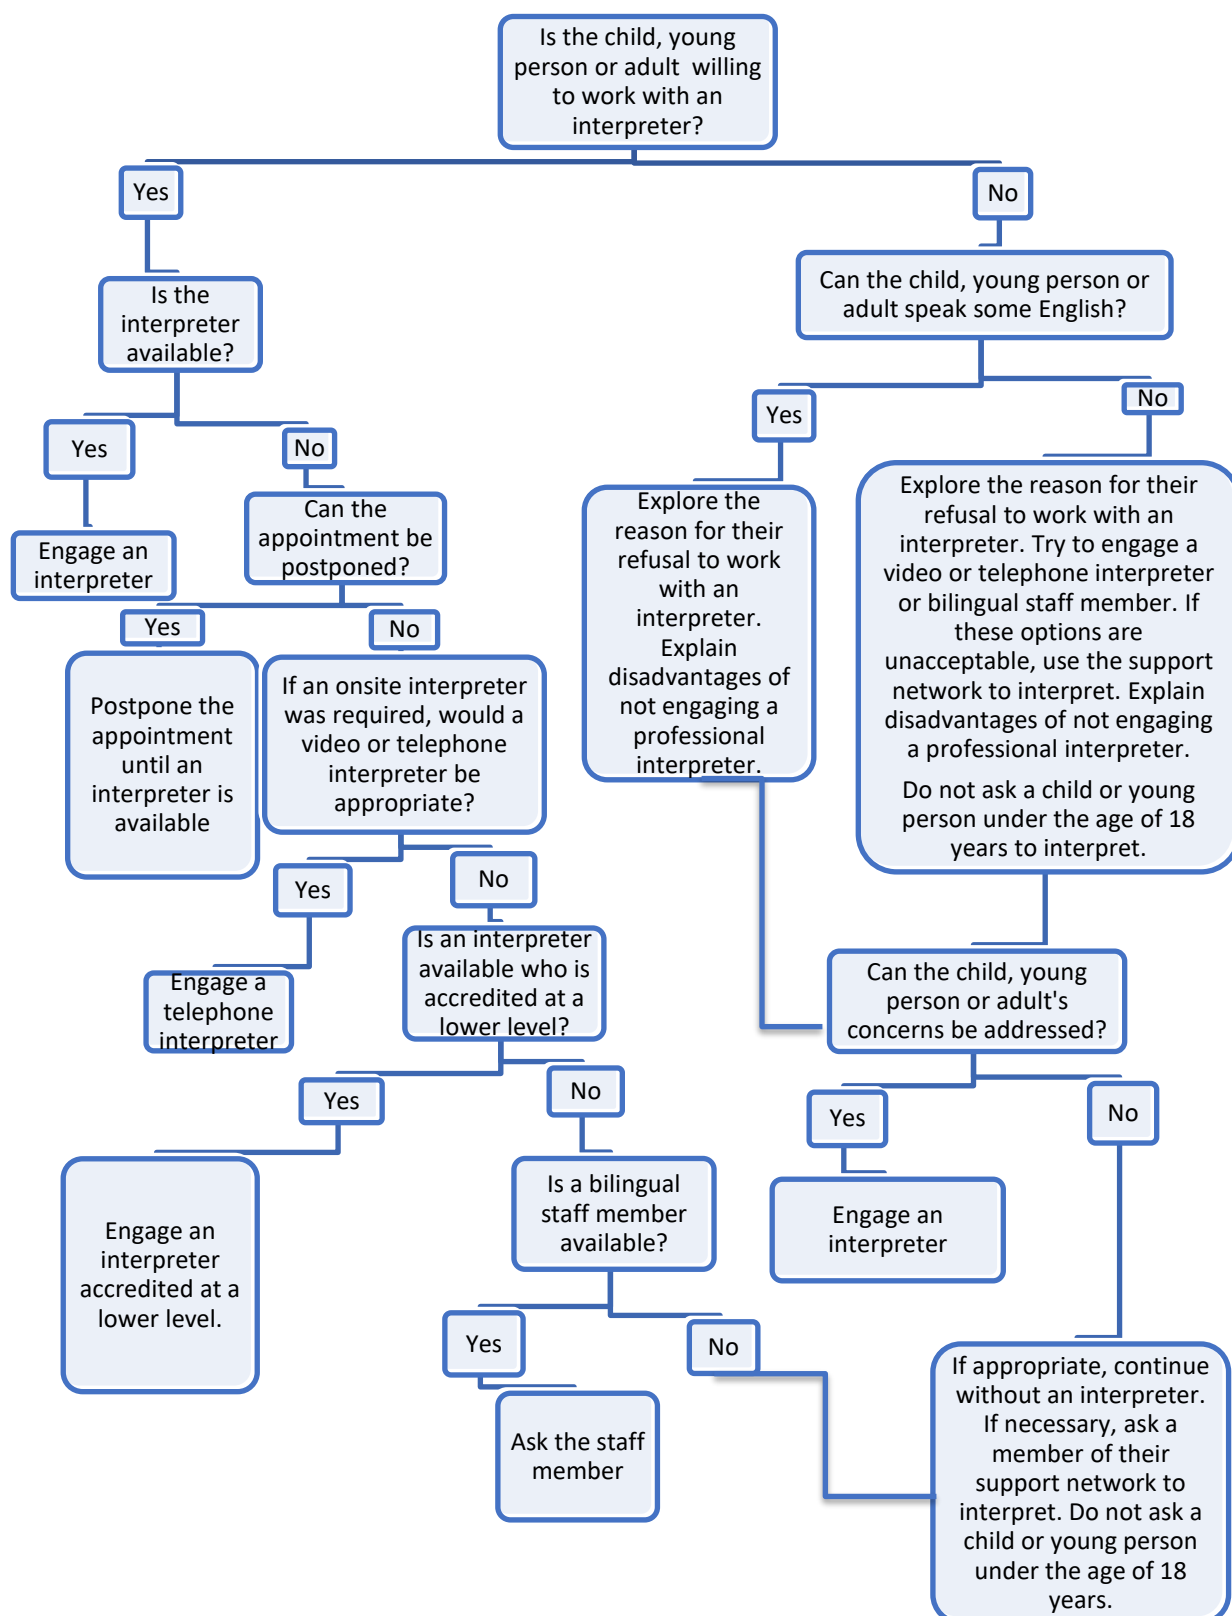 Is the child, young
person or adult  willing
to work with an
interpreter?
Yes
No
Is the
interpreter
available?
Can the child, young person or
adult speak some English?
Yes
No
Yes
No
Engage an
interpreter
Can the
appointment be
postponed?
Explore the
reason for their
refusal to work
with an
interpreter.
Explain
disadvantages of
not engaging a
professional
interpreter.
Explore the reason for their
refusal to work with an
interpreter. Try to engage a
video or telephone interpreter
or bilingual staff member. If
these options are
unacceptable, use the support
network to interpret. Explain
disadvantages of not engaging
a professional interpreter.
Do not ask a child or young
person under the age of 18
years to interpret.
Yes
No
Postpone the
appointment
until an
interpreter is
available
If an onsite interpreter
was required, would a
video or telephone
interpreter be
appropriate?
Yes
No
Engage a
telephone
interpreter
Is an interpreter
available who is
accredited at a
lower level?
Can the child, young
person or adult's
concerns be addressed?
Yes
No
Yes
No
Engage an
interpreter
accredited at a
lower level.
Is a bilingual
staff member
available?
Engage an
interpreter
Yes
No
Ask the staff
member
If appropriate, continue
without an interpreter.
If necessary, ask a
member of their
support network to
interpret. Do not ask a
child or young person
under the age of 18
years.